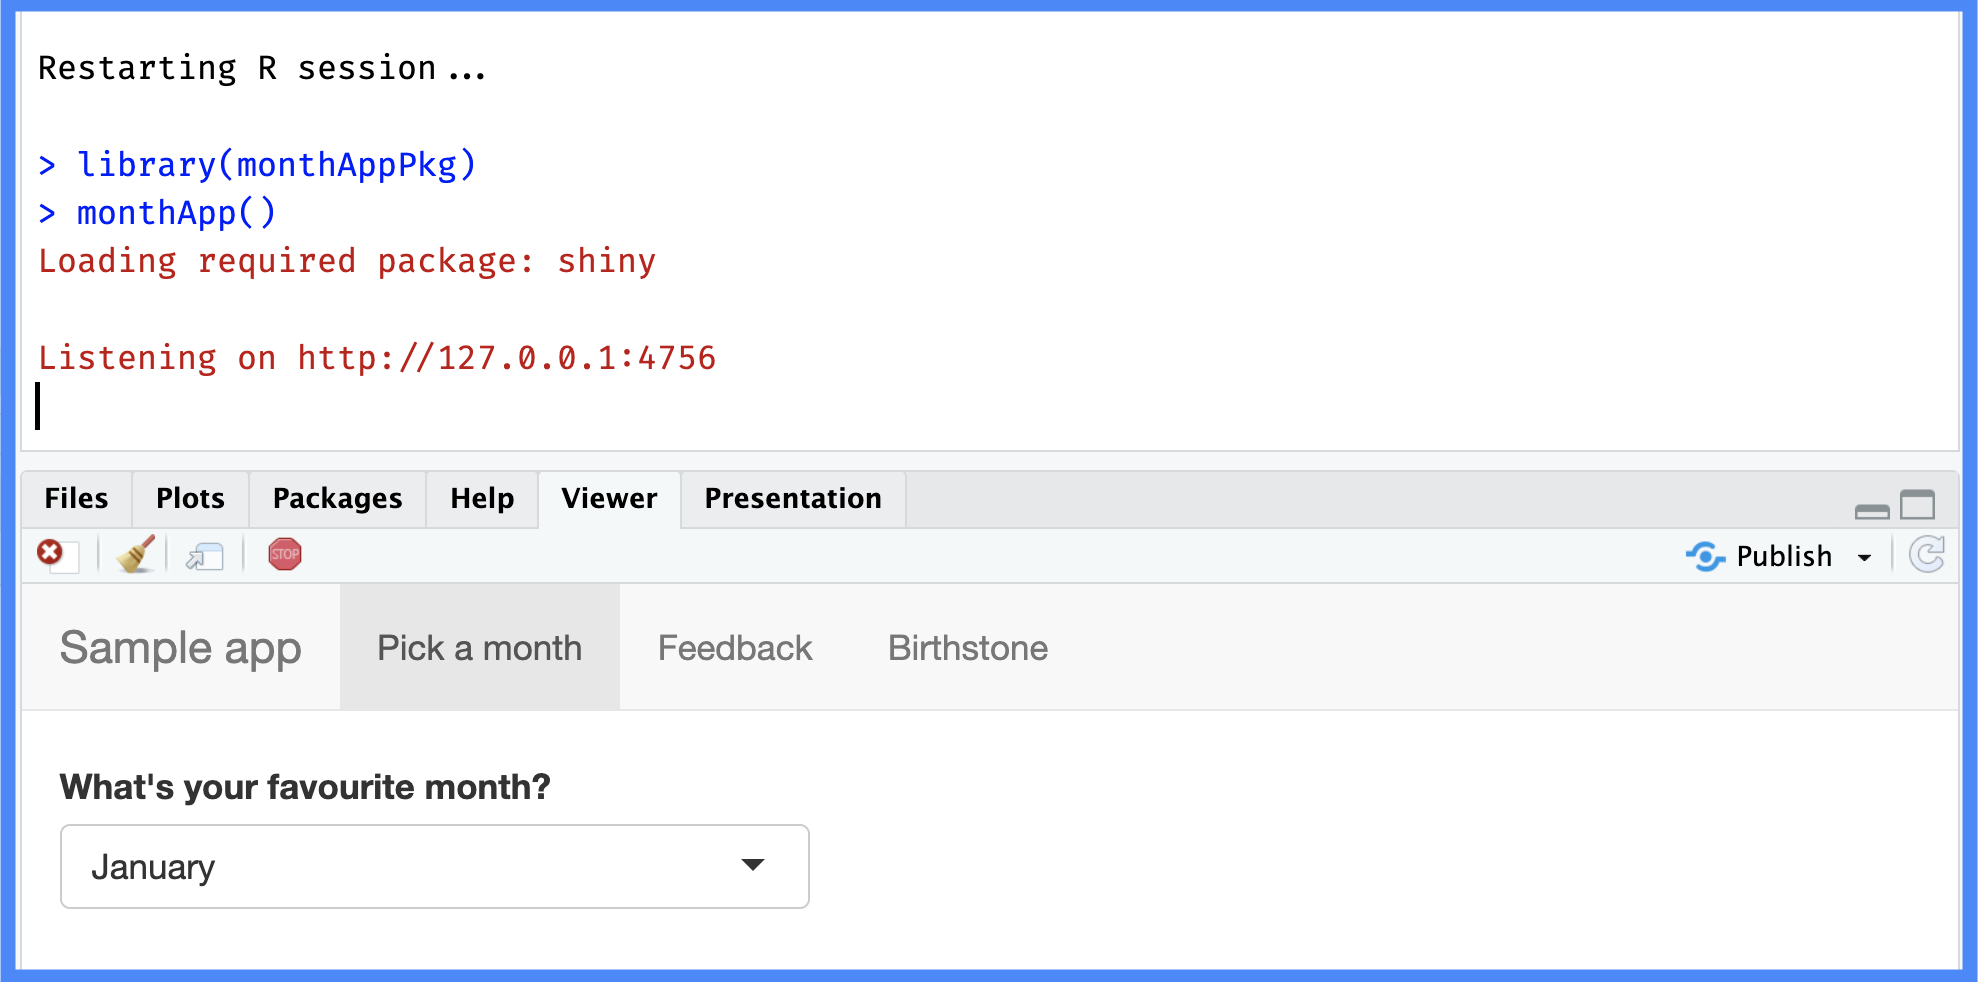 Restarting R session...
> library(monthAppPkg)
> monthApp()
Loading required package: shiny
Listening on http://127.0.0.1:4756
Files Plots Packages Help Viewer Presentation
STOP Publish
Sample app Pick a month Feedback Birthstone
What's your favourite month?
January